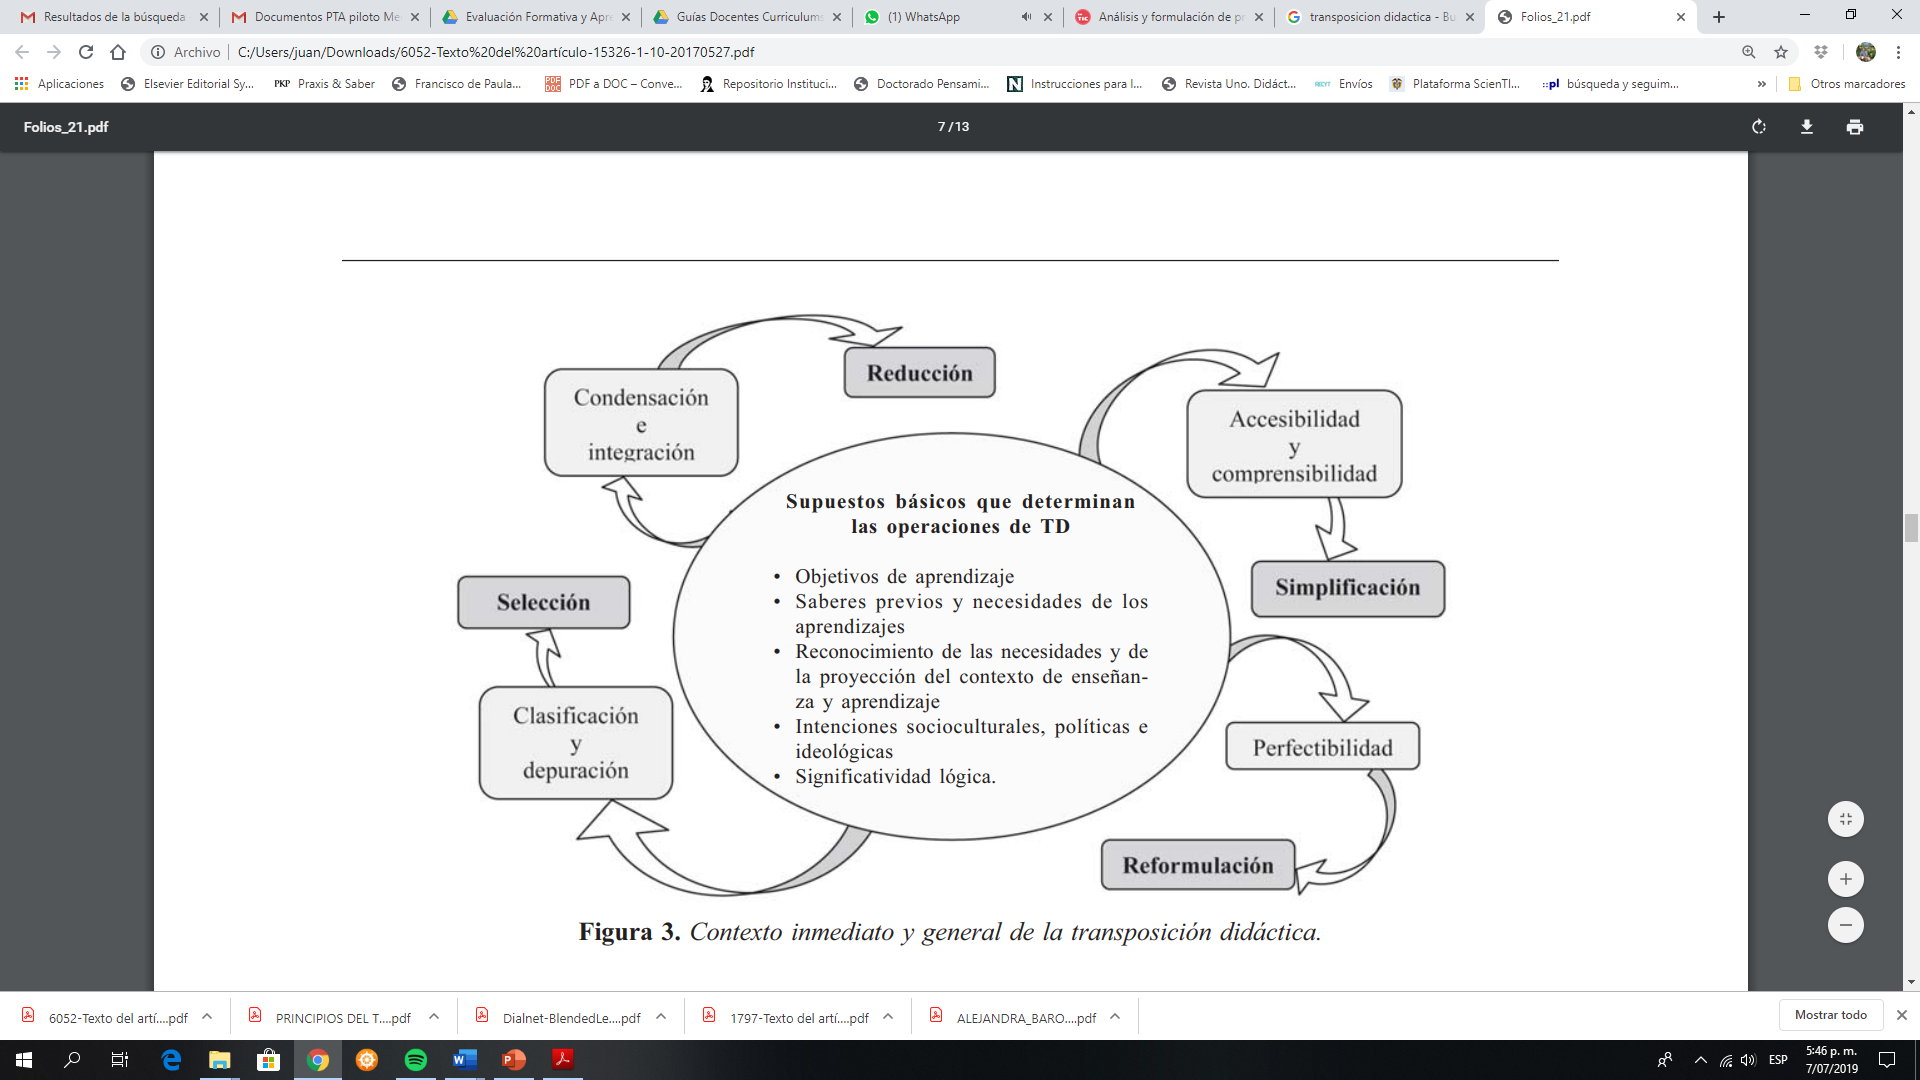 Resultados de la búsqueda
Documentos PTA piloto Me
Evaluación Formativa y Apre
Guías Docentes Curriculums
(1) WhatsApp
Análisis y formulación de pr
transposicion didactica - Bu
Folios_21.pdf
Archivo
C:/Users/juan/Downloads/6052-Texto%20del%20artículo-15326-1-10-20170527.pdf
Aplicaciones
Elsevier Editorial Sy...
PKP Praxis & Saber
Francisco de Paula...
PDF DOC PDF a DOC – Conve...
Repositorio Instituci...
Doctorado Pensami...
N Instrucciones para l...
Revista Uno. Didáct...
Envíos
Plataforma ScienTI...
::pl búsqueda y seguim...
»
Otros marcadores
Folios_21.pdf
7 / 13
Reducción
Condensación
e
integración
Accesibilidad
y
comprensibilidad
Supuestos básicos que determinan
las operaciones de TD
• Objetivos de aprendizaje
• Saberes previos y necesidades de los
aprendizajes
• Reconocimiento de las necesidades y de
la proyección del contexto de enseñan-
za y aprendizaje
• Intenciones socioculturales, políticas e
ideológicas
• Significatividad lógica.
Selección
Simplificación
Clasificación
y
depuración
Perfectibilidad
Reformulación
Figura 3. Contexto inmediato y general de la transposición didáctica.
6052-Texto del artí....pdf
PRINCIPIOS DEL T....pdf
Dialnet-BlendedLe....pdf
1797-Texto del artí....pdf
ALEJANDRA_BARO....pdf
Mostrar todo
ESP
5:46 p. m.
7/07/2019